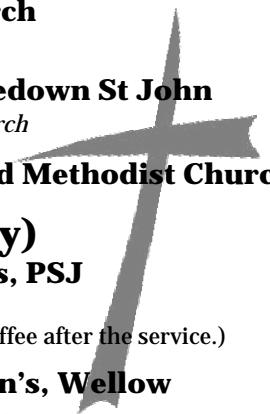 rch
edown St John
rch
d Methodist Churc
y)
s, PSJ
ffee after the service.)
n's, Wellow